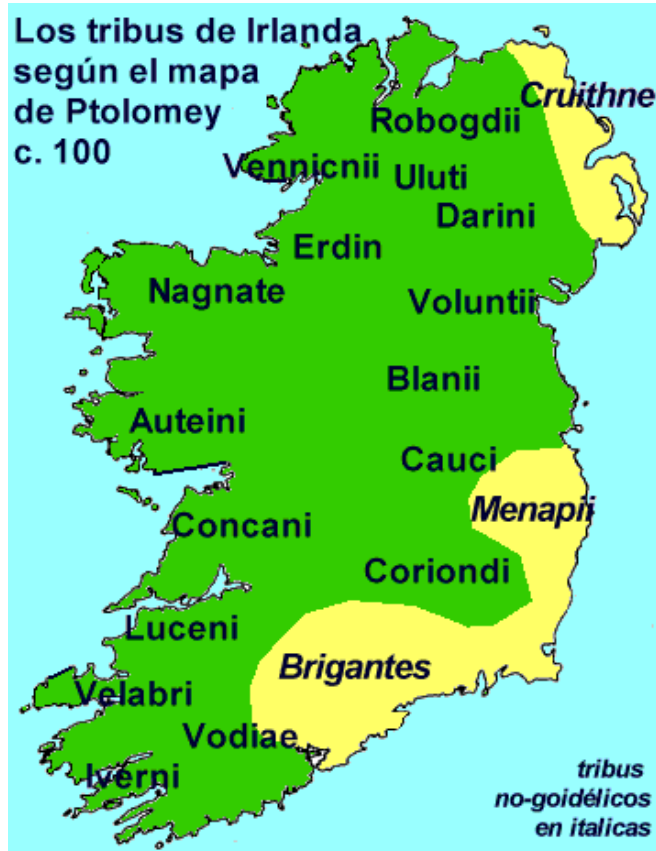 Los tribus de Irlanda
según el mapa
de Ptolomey
c. 100
Cruithne
Robogdii
Vennicnii
Uluti
Darini
Erdin
Nagnate
Voluntii
Blanii
Auteini
Cauci
Menapii
Concani
Coriondi
Luceni
Brigantes
Velabri
Vodiae
Iverni
tribus
no-goidélicos
en italicas